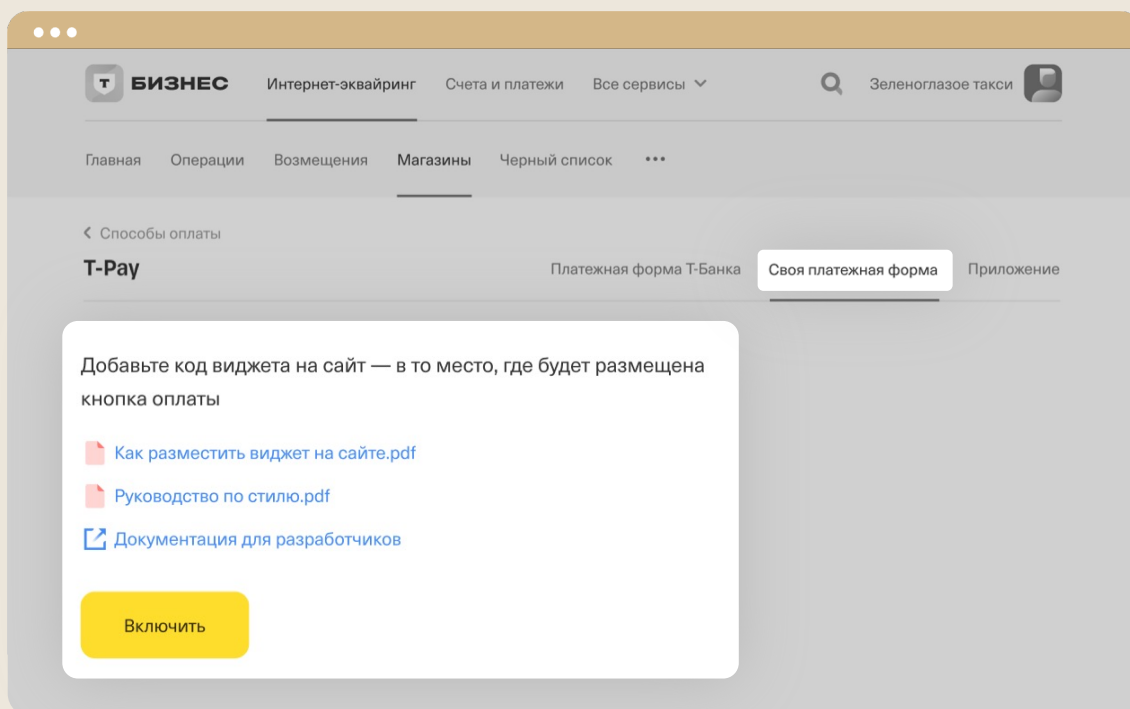 Т БИЗНЕС Интернет-эквайринг Счета и платежи Все сервисы Зеленоглазое такси
Главная Операции Возмещения Магазины Черный список •••
Способы оплаты
T-Pay Платежная форма Т-Банка Своя платежная форма Приложение
Добавьте код виджета на сайт — в то место, где будет размещена
кнопка оплаты
Как разместить виджет на сайте.pdf
Руководство по стилю.pdf
Документация для разработчиков
Включить